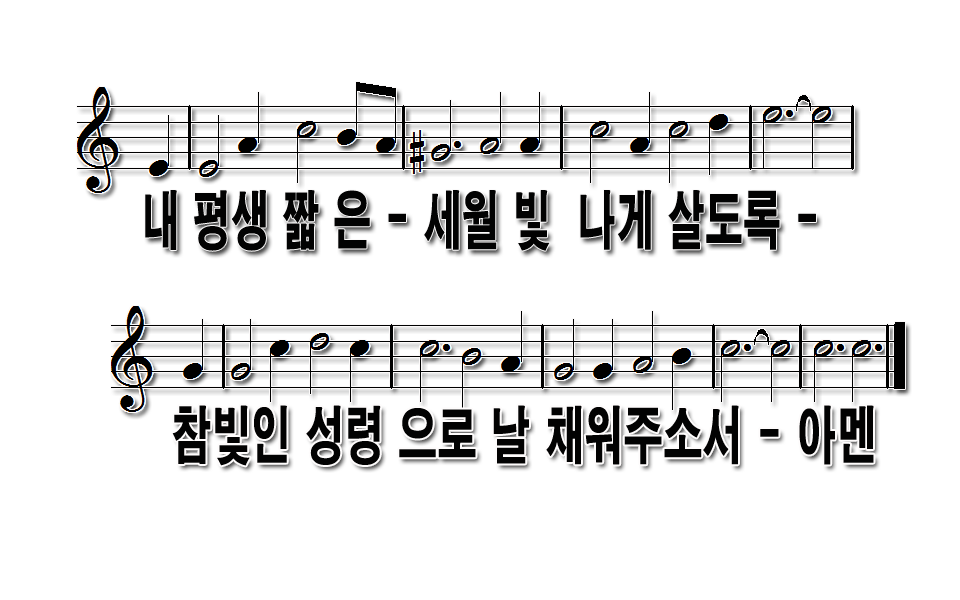 내 평생 짧 은 - 세월 빛 나게 살도록 -
참빛인 성령 으로 날 채워주소서 - 아멘